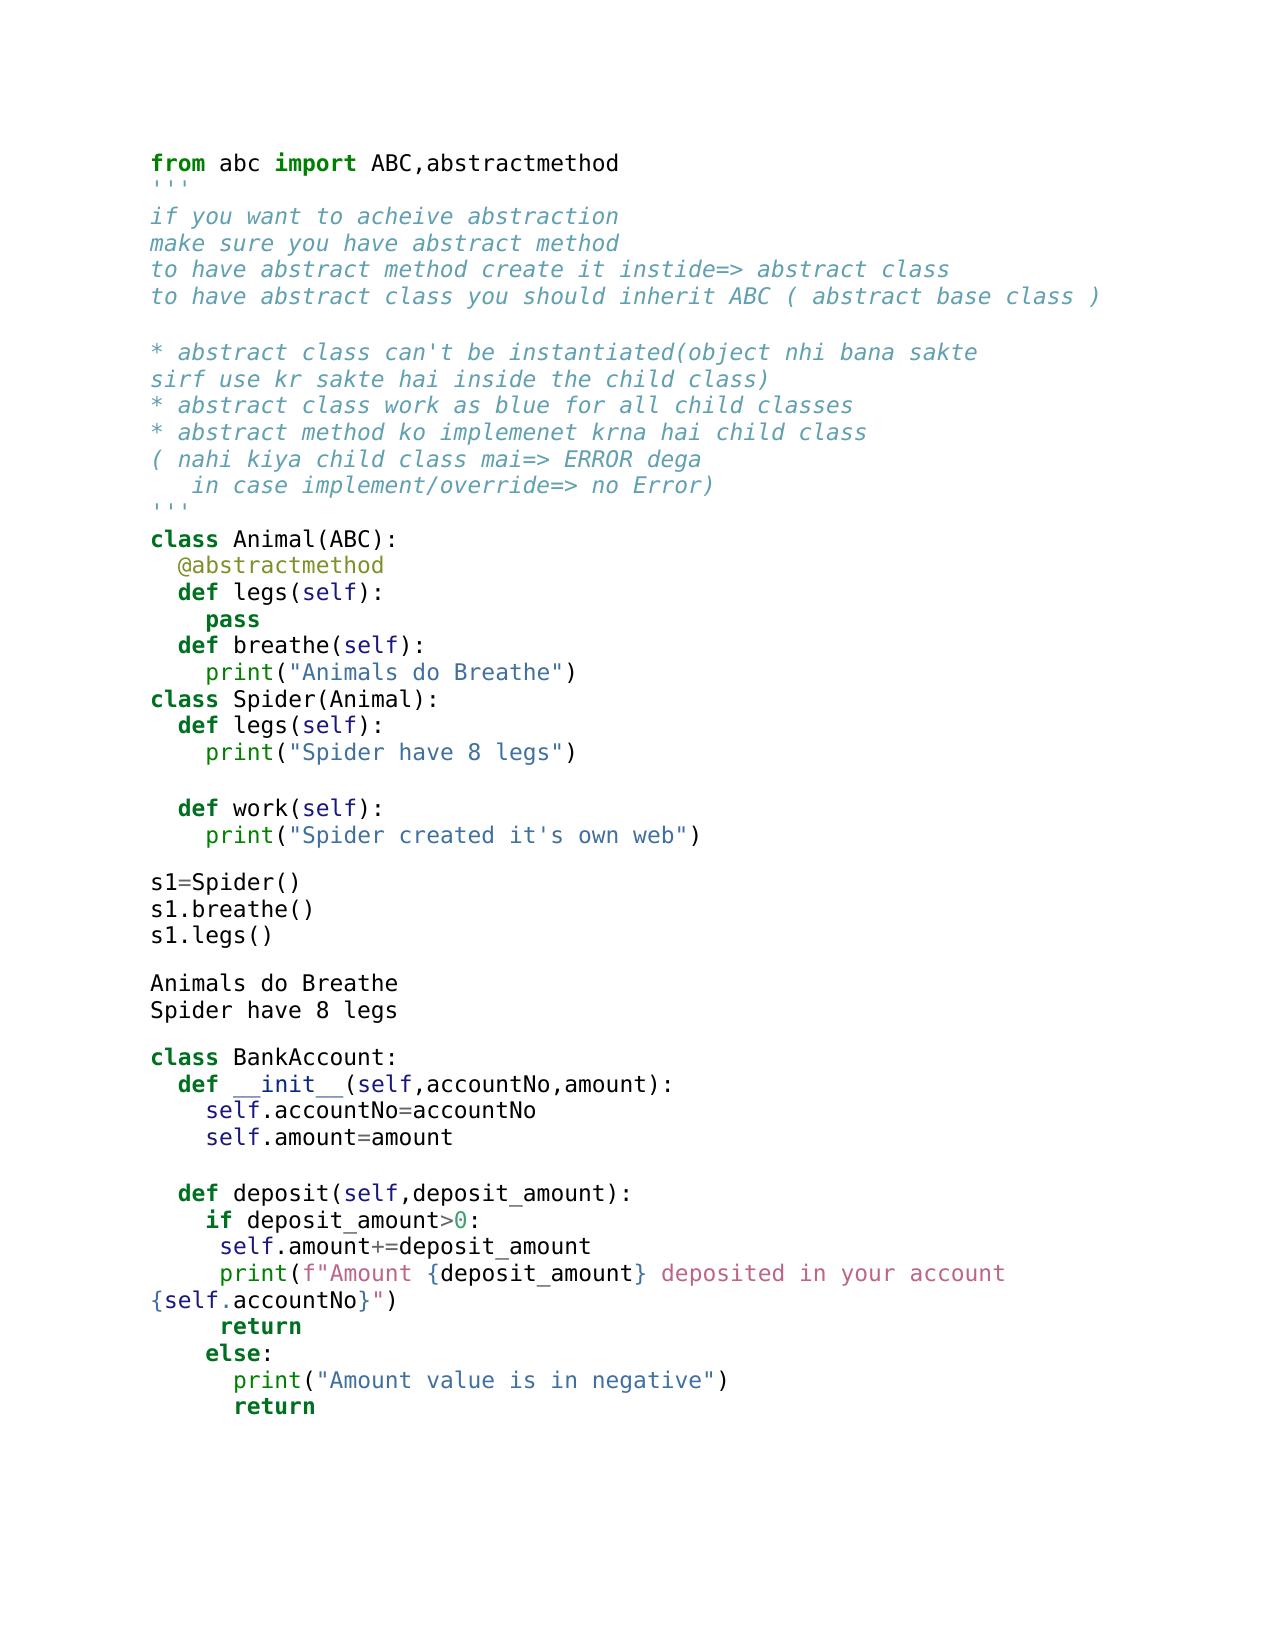 from abc import ABC,abstractmethod
'''
if you want to acheive abstraction
make sure you have abstract method
to have abstract method create it instide=> abstract class
to have abstract class you should inherit ABC ( abstract base class )

* abstract class can't be instantiated(object nhi bana sakte
sirf use kr sakte hai inside the child class)
* abstract class work as blue for all child classes
* abstract method ko implemenet krna hai child class
( nahi kiya child class mai=> ERROR dega
   in case implement/override=> no Error)
'''
class Animal(ABC):
  @abstractmethod
  def legs(self):
    pass
  def breathe(self):
    print("Animals do Breathe")
class Spider(Animal):
  def legs(self):
    print("Spider have 8 legs")

  def work(self):
    print("Spider created it's own web")

s1=Spider()
s1.breathe()
s1.legs()

Animals do Breathe
Spider have 8 legs

class BankAccount:
  def __init__(self,accountNo,amount):
    self.accountNo=accountNo
    self.amount=amount

  def deposit(self,deposit_amount):
    if deposit_amount>0:
     self.amount+=deposit_amount
     print(f"Amount {deposit_amount} deposited in your account
{self.accountNo}")
     return
    else:
      print("Amount value is in negative")
      return